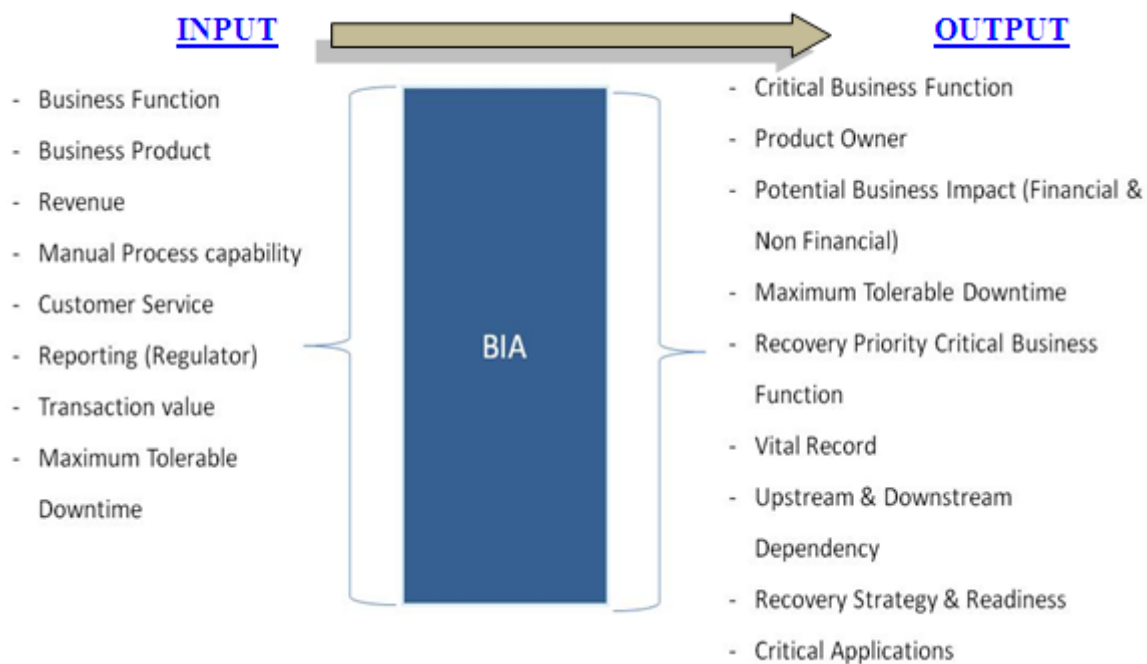 INPUT
OUTPUT
- Business Function
- Business Product
- Revenue
- Manual Process capability
- Customer Service
- Reporting (Regulator)
- Transaction value
- Maximum Tolerable
Downtime
BIA
- Critical Business Function
- Product Owner
- Potential Business Impact (Financial &
Non Financial)
- Maximum Tolerable Downtime
- Recovery Priority Critical Business
Function
- Vital Record
- Upstream & Downstream
Dependency
- Recovery Strategy & Readiness
- Critical Applications